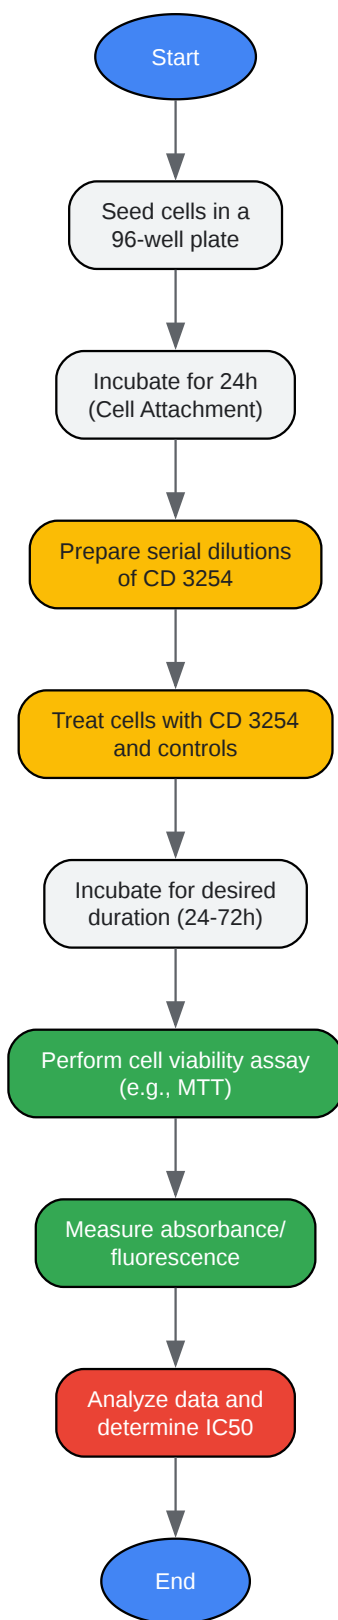 Start
Seed cells in a
96-well plate
Incubate for 24h
(Cell Attachment)
Prepare serial dilutions
of CD 3254
Treat cells with CD 3254
and controls
Incubate for desired
duration (24-72h)
Perform cell viability assay
(e.g., MTT)
Measure absorbance/
fluorescence
Analyze data and
determine IC50
End